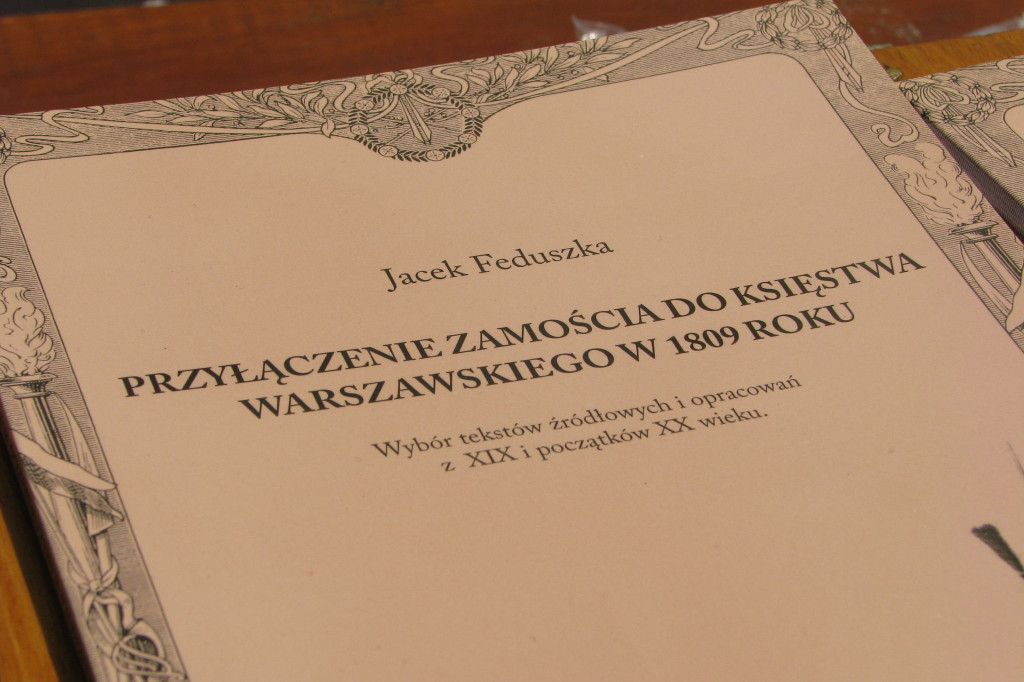 Jacek Feduszka
PRZYŁĄCZENIE ZAMOŚCIA DO KSIĘSTWA
WARSZAWSKIEGO W 1809 ROKU
Wybór tekstów źródłowych i opracowań
z XIX i początków XX wieku.